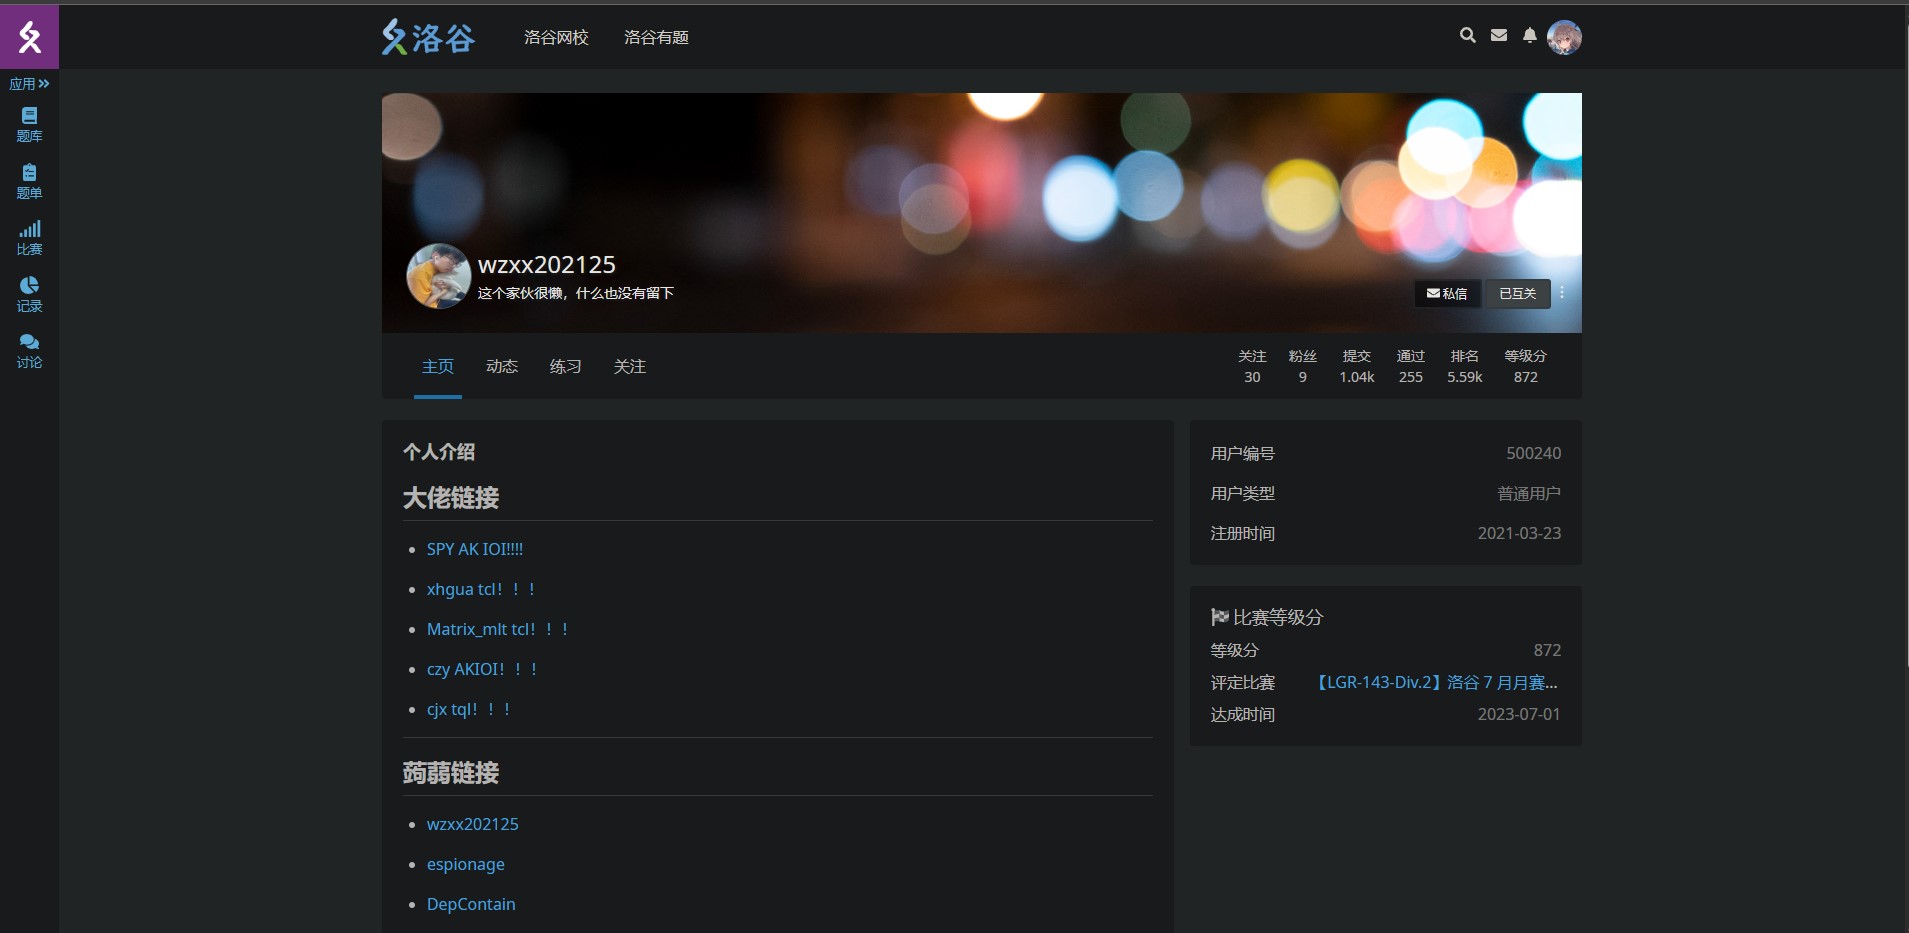 洛谷
洛谷网校
洛谷有题
应用
题库
题单
比赛
记录
讨论
wzxx202125
这个家伙很懒，什么也没有留下
私信
已互关
主页
动态
练习
关注
关注 粉丝 提交 通过 排名 等级分
30 9 1.04k 255 5.59k 872
个人介绍
大佬链接
SPY AK IOI!!!!
xhgua tcl！！！
Matrix_mlt tcl！！！
czy AKIOI！！！
cjx tql！！！
蒟蒻链接
wzxx202125
espionage
DepContain
用户编号 500240
用户类型 普通用户
注册时间 2021-03-23
比赛等级分
等级分 872
评定比赛 【LGR-143-Div.2】洛谷 7 月月赛...
达成时间 2023-07-01